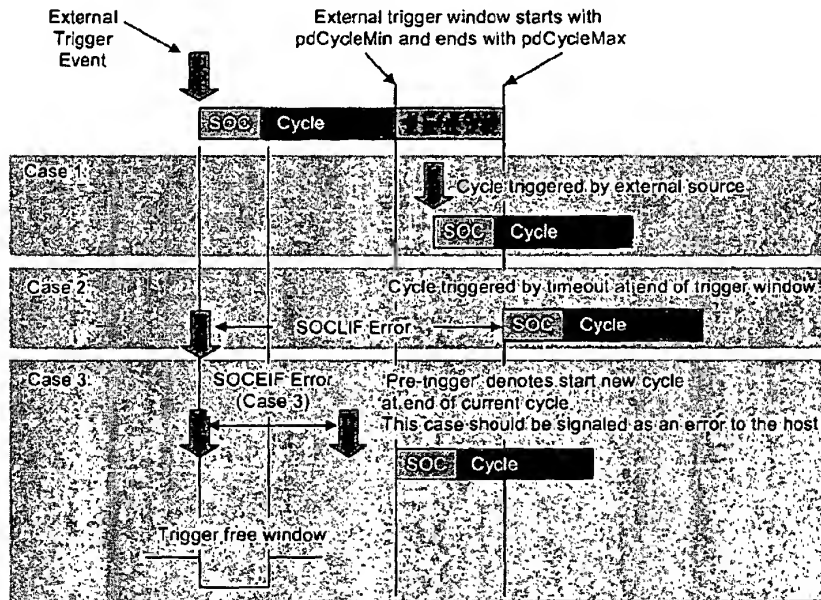 External
Trigger
Event
External trigger window starts with
pdCycleMin and ends with pdCycleMax
SOC Cycle
Case 1:
Cycle triggered by external source
SOC Cycle
Case 2
Cycle triggered by timeout at end of trigger window
SOCLIF Error
SOC Cycle
Case 3:
SOCEIF Error
(Case 3)
Pre-trigger denotes start new cycle
at end of current cycle.
This case should be signaled as an error to the host
SOC Cycle
Trigger free window